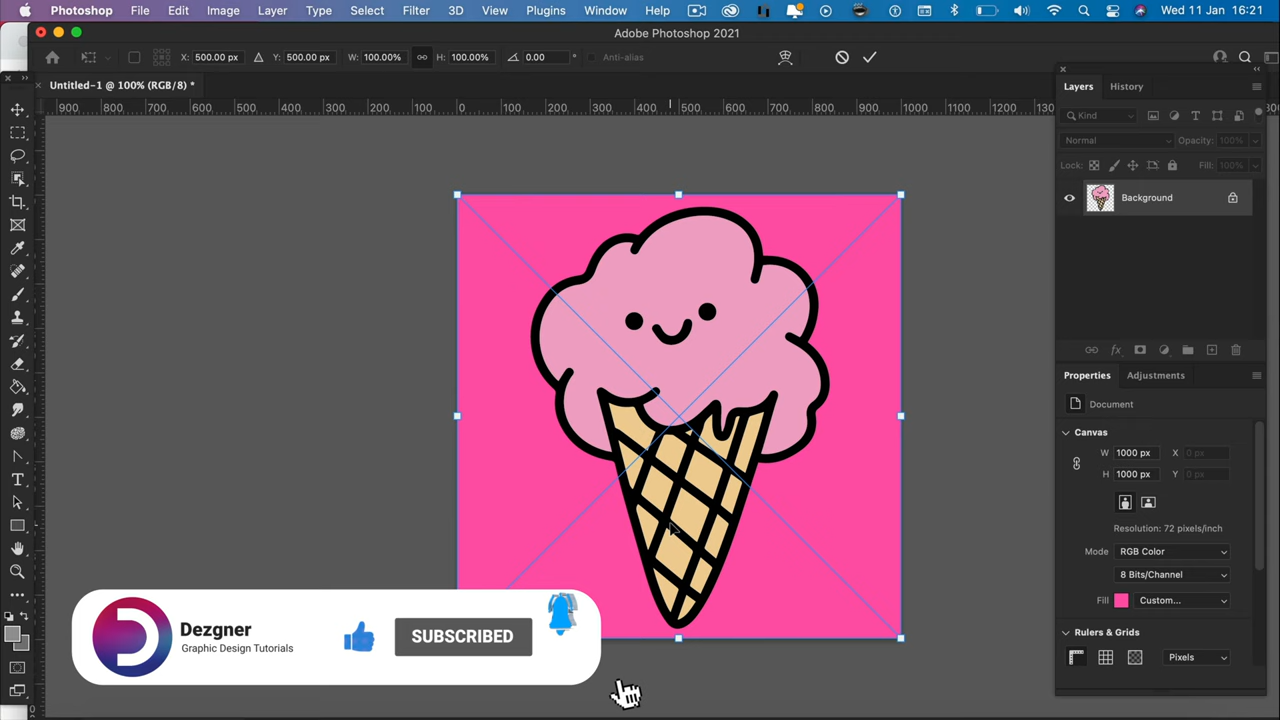 Photoshop File Edit Image Layer Type Select Filter 3D View Plugins Window Help Wed 11 Jan 16:21
Adobe Photoshop 2021
X: 500.00 px Y: 500.00 px W: 100.00% H: 100.00% 0.00 ° Anti-alias
Untitled-1 @ 100% (RGB/8) *
900 800 700 600 500 400 300 200 100 0 100 200 300 400 500 600 700 800 900 1000 1100 1200 1300
Layers History
Kind
Normal Opacity: 100%
Lock: Fill: 100%
Background
Properties Adjustments
Document
Canvas
W 1000 px X 0 px
H 1000 px Y 0 px
Resolution: 72 pixels/inch
Mode RGB Color
8 Bits/Channel
Fill Custom...
Rulers & Grids
Pixels
Dezgner
Graphic Design Tutorials
SUBSCRIBED